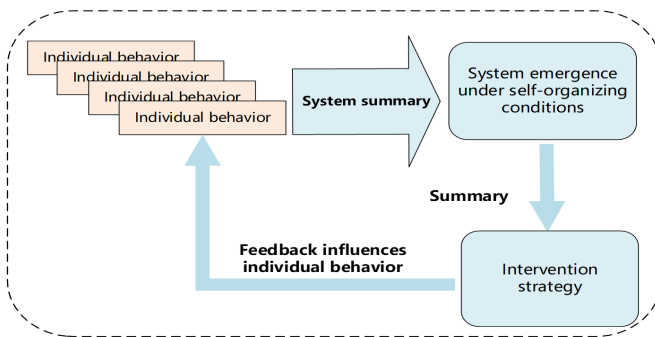 Individual behavior
Individual behavior
Individual behavior
Individual behavior
System summary
System emergence
under self-organizing
conditions
Summary
Feedback influences
individual behavior
Intervention
strategy